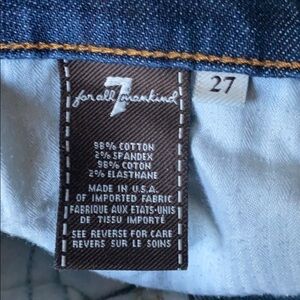 7
for all mankind
27
98% COTTON
2% SPANDEX
98% COTON
2% ELASTHANE
MADE IN U.S.A.
OF IMPORTED FABRIC
FABRIQUE AUX ETATS-UNIS
DE TISSU IMPORTÉ
SEE REVERSE FOR CARE
REVERS SUR LE SOINS